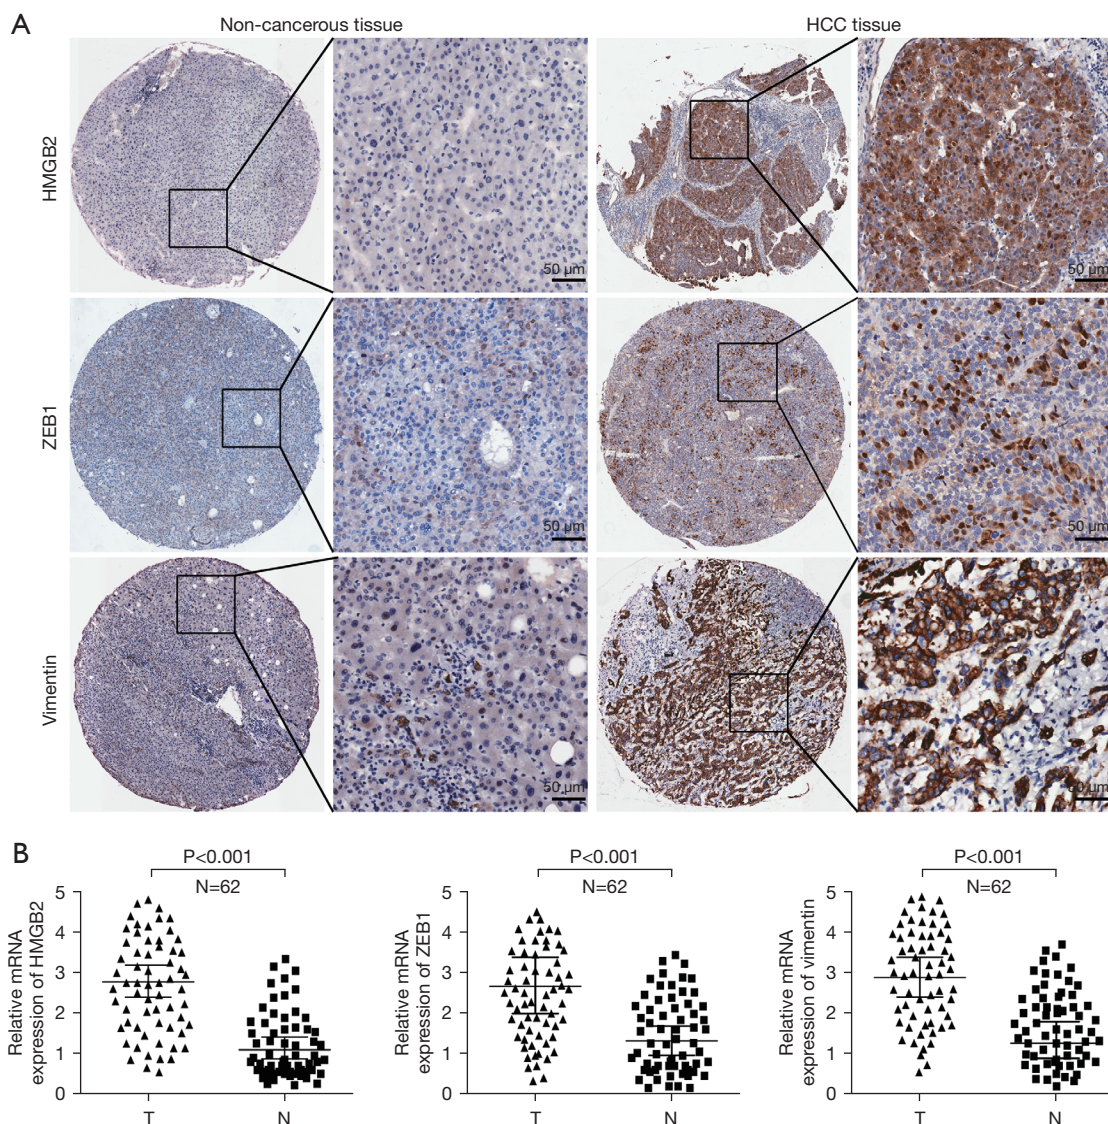 A
Non-cancerous tissue
HCC tissue
HMGB2
50 μm
50 μm
ZEB1
50 μm
50 μm
Vimentin
50 μm
50 μm
B
P<0.001
N=62
Relative mRNA
expression of HMGB2
5
4
3
2
1
0
T
N
P<0.001
N=62
Relative mRNA
expression of ZEB1
5
4
3
2
1
0
T
N
P<0.001
N=62
Relative mRNA
expression of vimentin
5
4
3
2
1
0
T
N